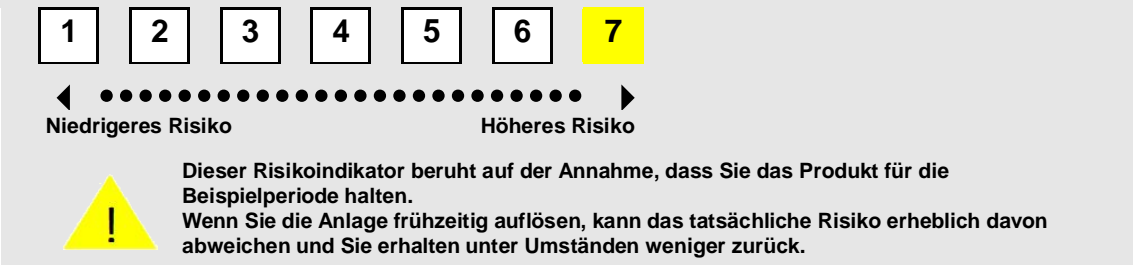 1 2 3 4 5 6 7
Niedrigeres Risiko Höheres Risiko
Dieser Risikoindikator beruht auf der Annahme, dass Sie das Produkt für die
Beispielperiode halten.
Wenn Sie die Anlage frühzeitig auflösen, kann das tatsächliche Risiko erheblich davon
abweichen und Sie erhalten unter Umständen weniger zurück.
!